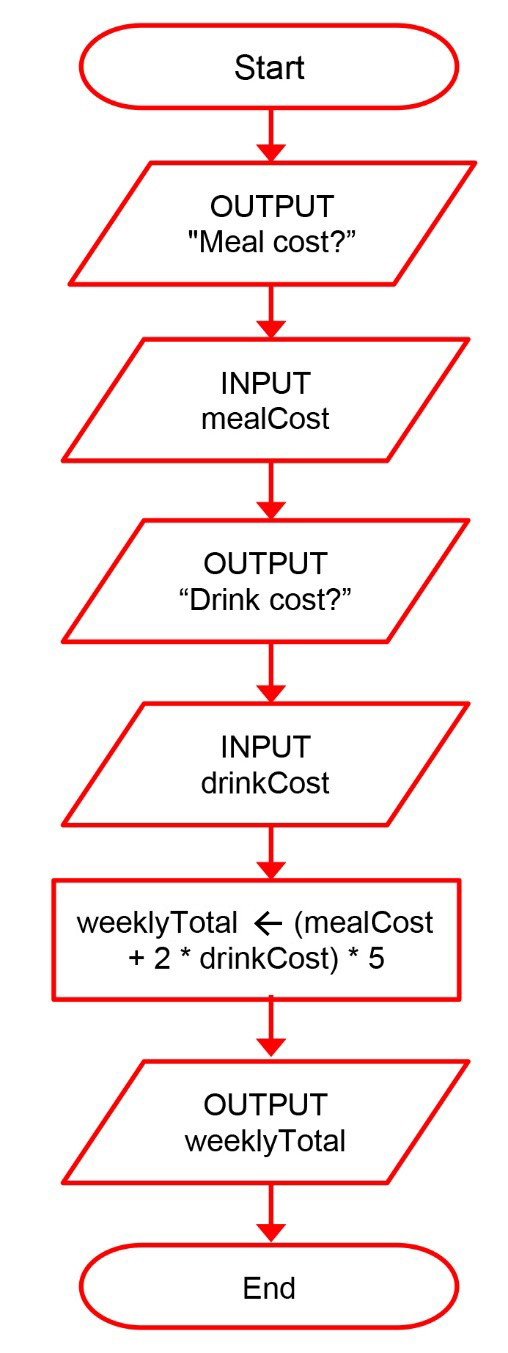 Start
OUTPUT
"Meal cost?”
INPUT
mealCost
OUTPUT
“Drink cost?”
INPUT
drinkCost
weeklyTotal ← (mealCost
+ 2 * drinkCost) * 5
OUTPUT
weeklyTotal
End